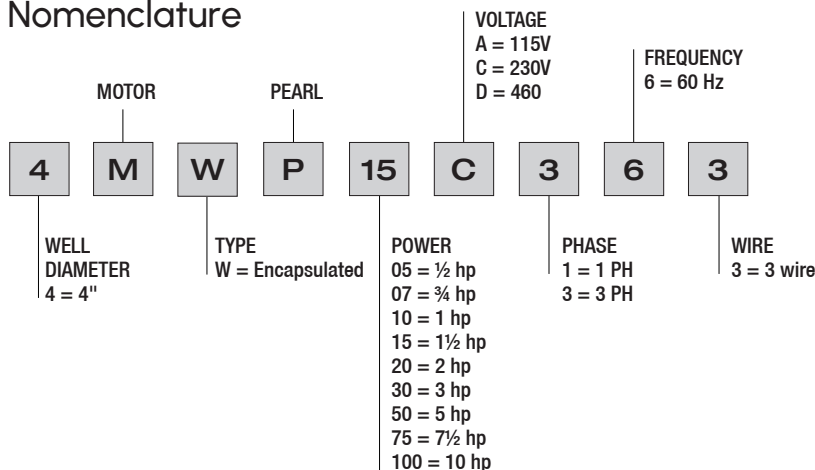 Nomenclature
VOLTAGE
A = 115V
C = 230V
D = 460
FREQUENCY
6 = 60 Hz
MOTOR
PEARL
4 M W P 15 C 3 6 3
WELL
DIAMETER
4 = 4"
TYPE
W = Encapsulated
POWER
05 = ½ hp
07 = ¾ hp
10 = 1 hp
15 = 1½ hp
20 = 2 hp
30 = 3 hp
50 = 5 hp
75 = 7½ hp
100 = 10 hp
PHASE
1 = 1 PH
3 = 3 PH
WIRE
3 = 3 wire